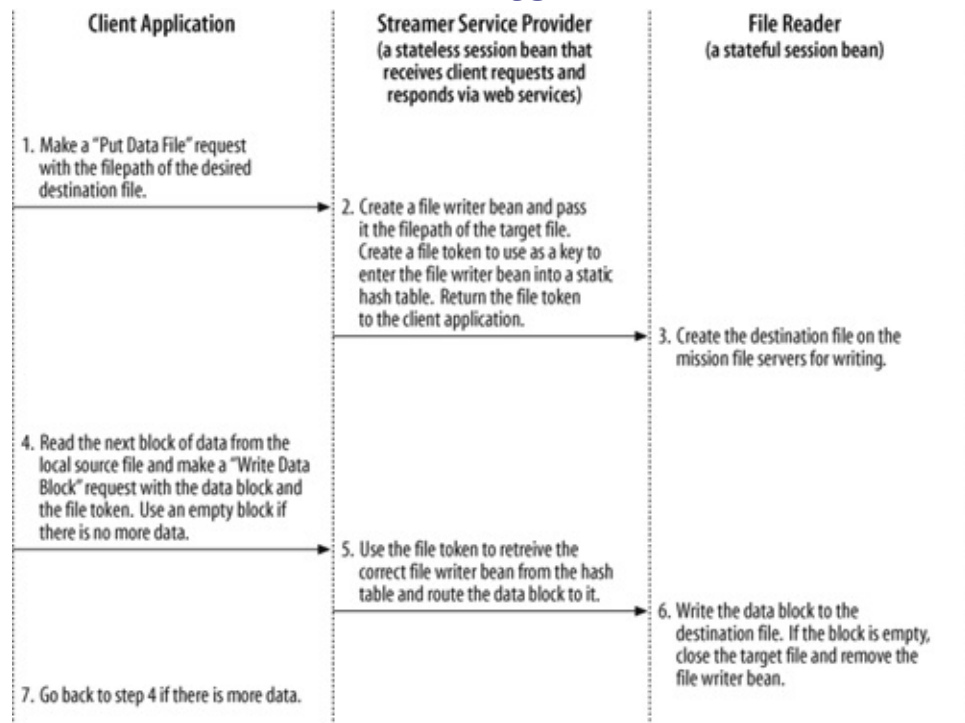 Client Application
Streamer Service Provider
(a stateless session bean that
receives client requests and
responds via web services)
File Reader
(a stateful session bean)
1. Make a "Put Data File" request
with the filepath of the desired
destination file.
2. Create a file writer bean and pass
it the filepath of the target file.
Create a file token to use as a key to
enter the file writer bean into a static
hash table. Return the file token
to the client application.
3. Create the destination file on the
mission file servers for writing.
4. Read the next block of data from the
local source file and make a "Write Data
Block" request with the data block and
the file token. Use an empty block if
there is no more data.
5. Use the file token to retreive the
correct file writer bean from the hash
table and route the data block to it.
6. Write the data block to the
destination file. If the block is empty,
close the target file and remove the
file writer bean.
7. Go back to step 4 if there is more data.